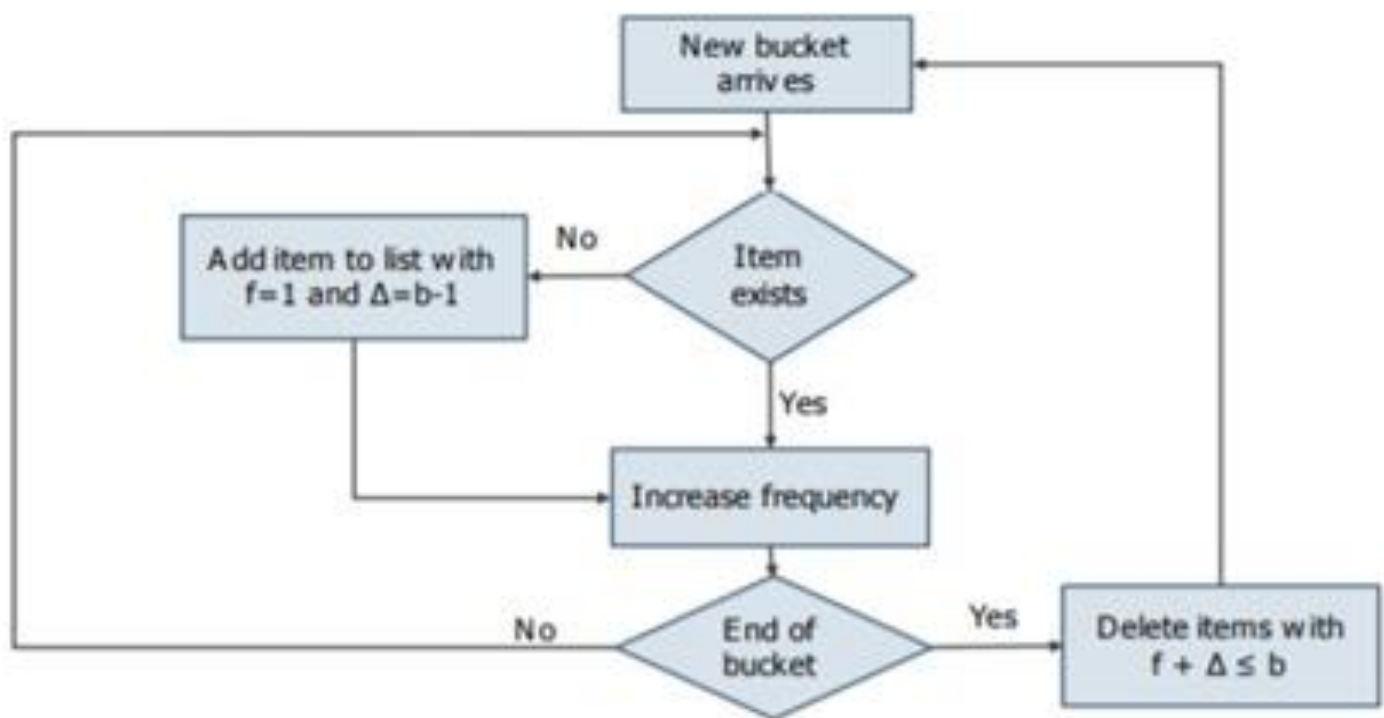 New bucket
arrives
No
Item
exists
Add item to list with
f=1 and Δ=b-1
Yes
Increase frequency
No
End of
bucket
Yes
Delete items with
f + Δ ≤ b